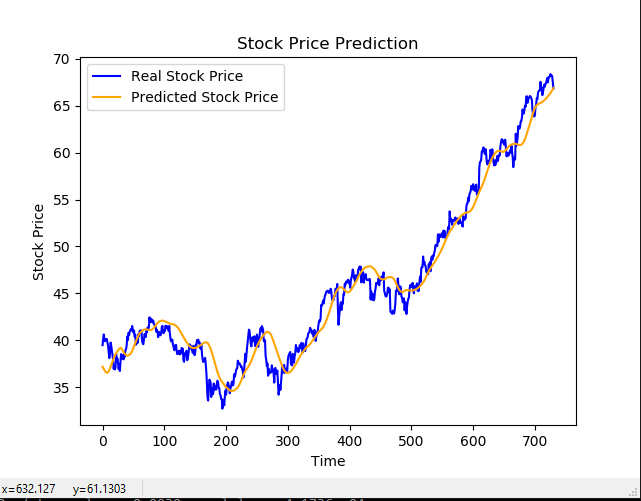 Stock Price Prediction
Real Stock Price
Predicted Stock Price
70
65
60
55
50
45
40
35
Stock Price
0 100 200 300 400 500 600 700
Time
x=632.127 y=61.1303